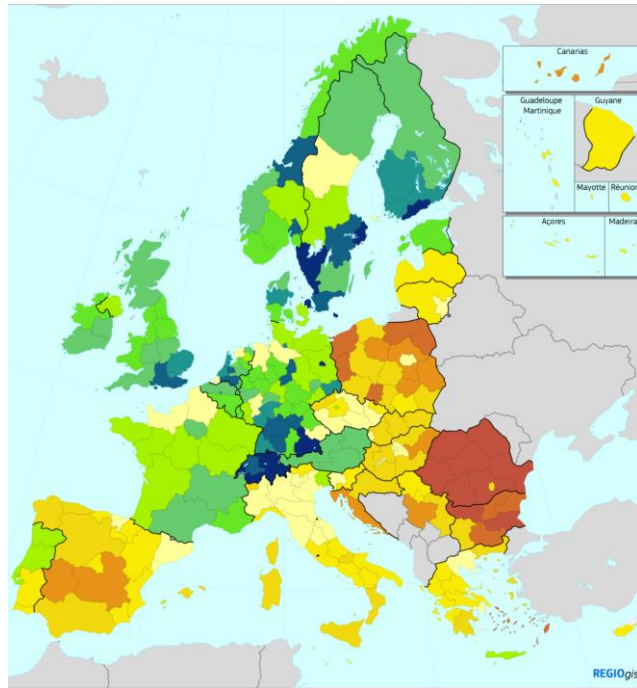 Canarias
Guadeloupe
Martinique
Guyane
Mayotte
Réunion
Açores
Madeira
REGIOgis